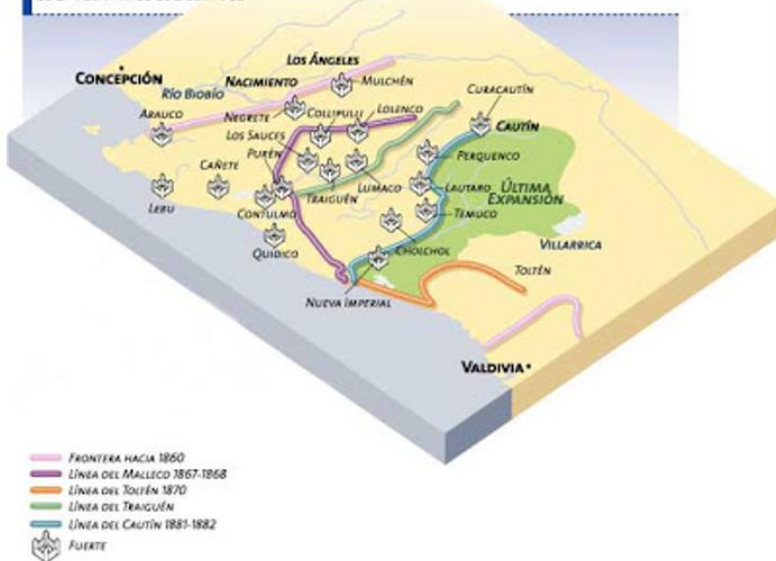 LOS ÁNGELES
CONCEPCIÓN
NACIMIENTO
MULCHÉN
RÍO BIOBÍO
CURACAUTÍN
NEGRETE
COLLIPULLI
LOLENCO
ARAUCO
LOS SAUCES
CAUTÍN
PURÉN
CAÑETE
PERQUENCO
LUMACO
LAUTARO
ÚLTIMA
EXPANSIÓN
TRAIGUÉN
LEBU
CONTULMO
TEMUCO
VILLARRICA
QUIDICO
CHOLCHOL
TOLTÉN
NUEVA IMPERIAL
VALDIVIA
FRONTERA HACIA 1860
LÍNEA DEL MALLECO 1867-1868
LÍNEA DEL TOLTÉN 1870
LÍNEA DEL TRAIGUÉN
LÍNEA DEL CAUTÍN 1881-1882
FUERTE